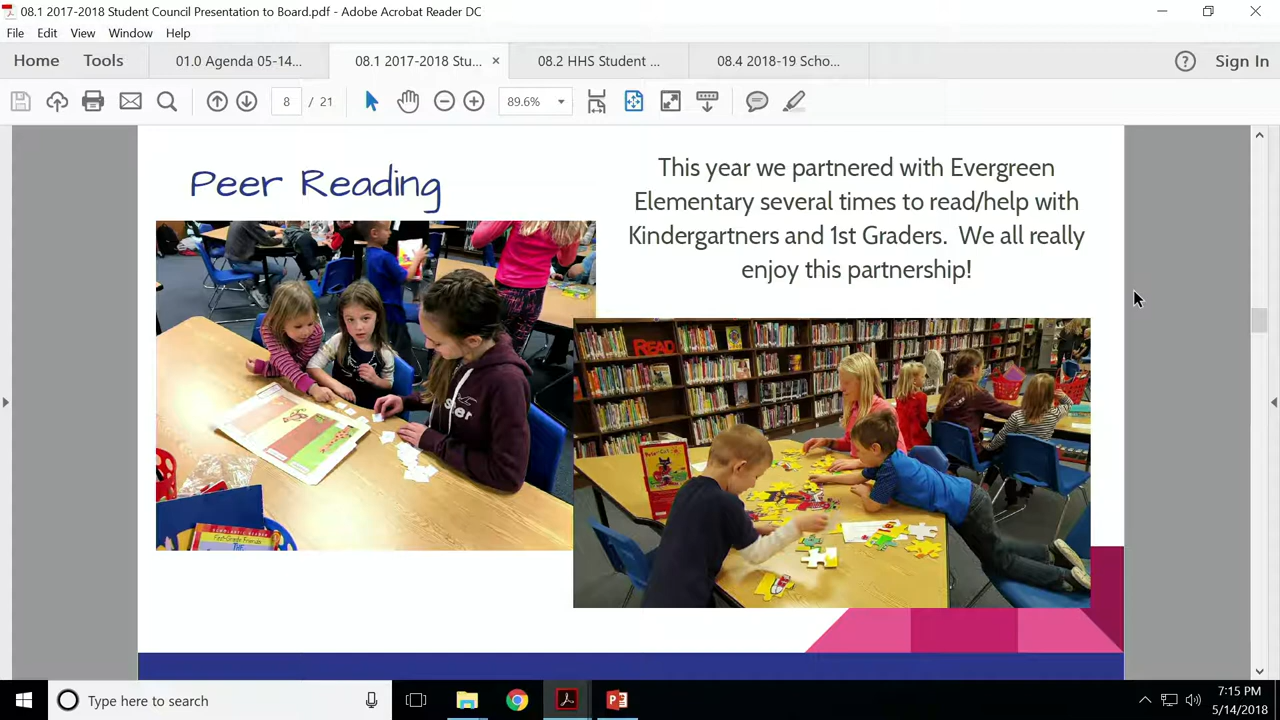 08.1 2017-2018 Student Council Presentation to Board.pdf - Adobe Acrobat Reader DC
File Edit View Window Help
Home Tools 01.0 Agenda 05-14... 08.1 2017-2018 Stu... × 08.2 HHS Student ... 08.4 2018-19 Scho... Sign In
8 / 21 89.6%
Peer Reading
This year we partnered with Evergreen
Elementary several times to read/help with
Kindergartners and 1st Graders. We all really
enjoy this partnership!
READ
First-Grade Friends
THE
Type here to search
7:15 PM
5/14/2018